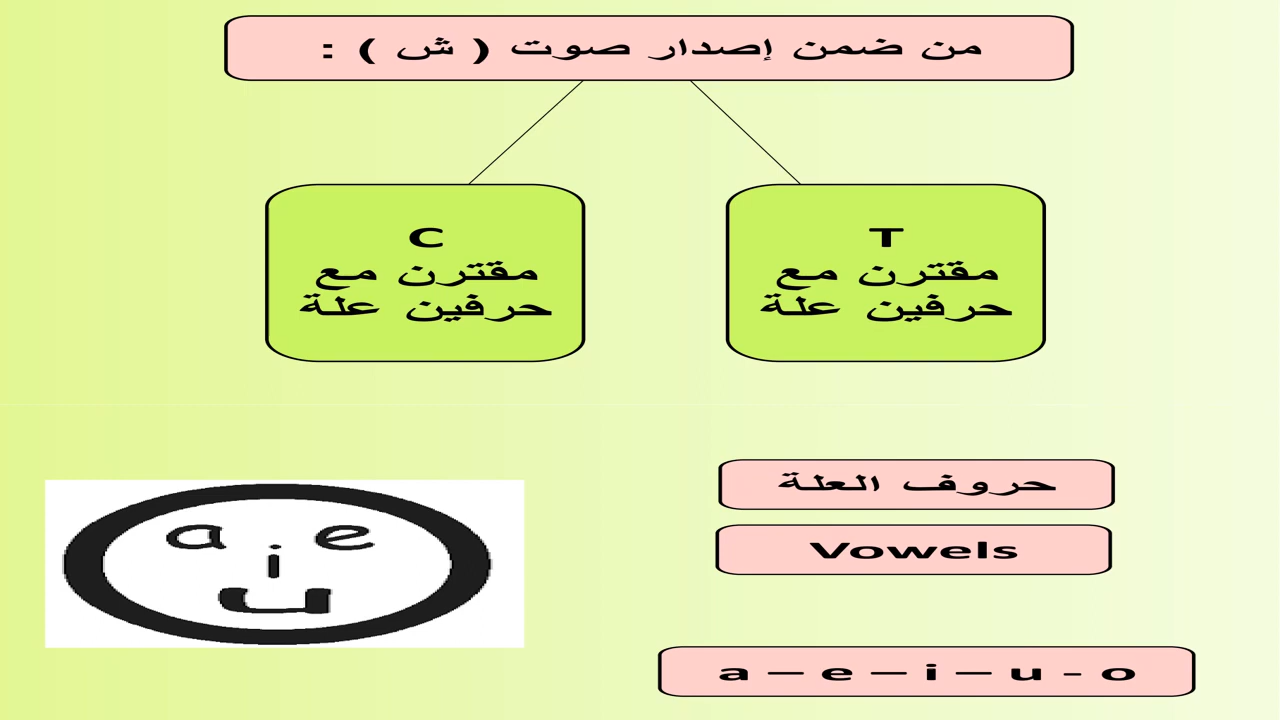 من ضمن إصدار صوت ( ش ) :
T
مقترن مع
حرفين علة
C
مقترن مع
حرفين علة
حروف العلة
Vowels
a e
i
u
a – e – i – u - o